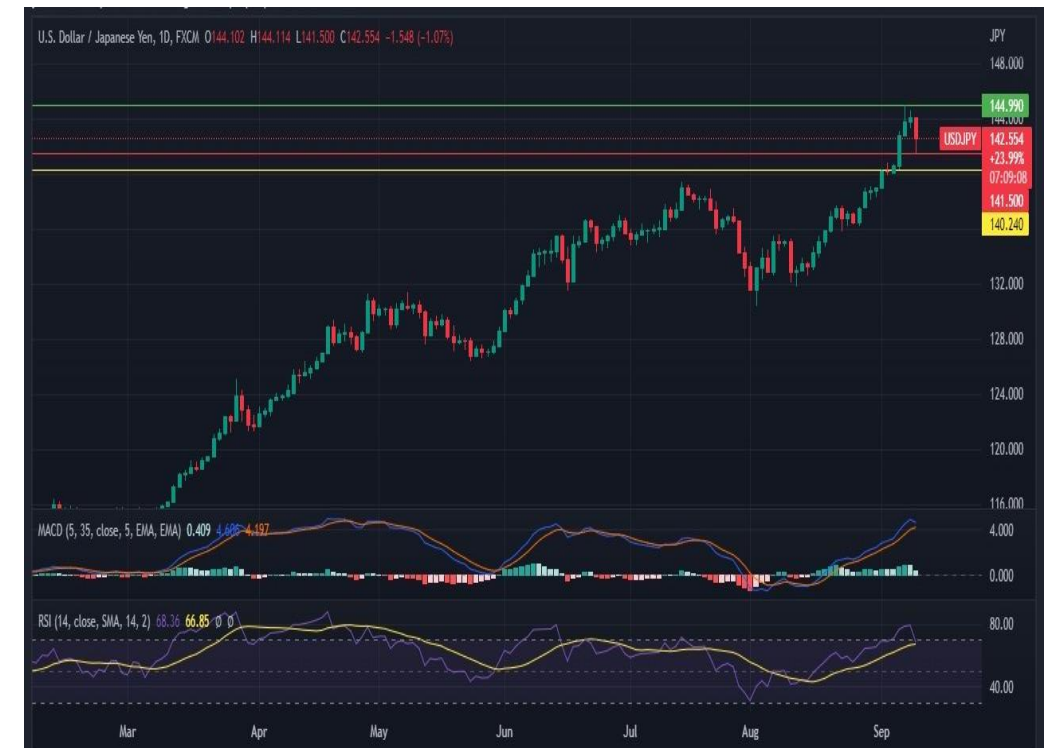 U.S. Dollar / Japanese Yen, 1D, FXCM O144.102 H144.114 L141.500 C142.554 -1.548 (-1.07%)
JPY
148.000
144.990
144.000
USDJPY 142.554
+23.99%
07:09:08
141.500
140.240
132.000
128.000
124.000
120.000
116.000
MACD (5, 35, close, 5, EMA, EMA) 0.409 4.606 4.197
4.000
0.000
RSI (14, close, SMA, 14, 2) 68.36 66.85 ∅ ∅
80.00
40.00
Mar Apr May Jun Jul Aug Sep